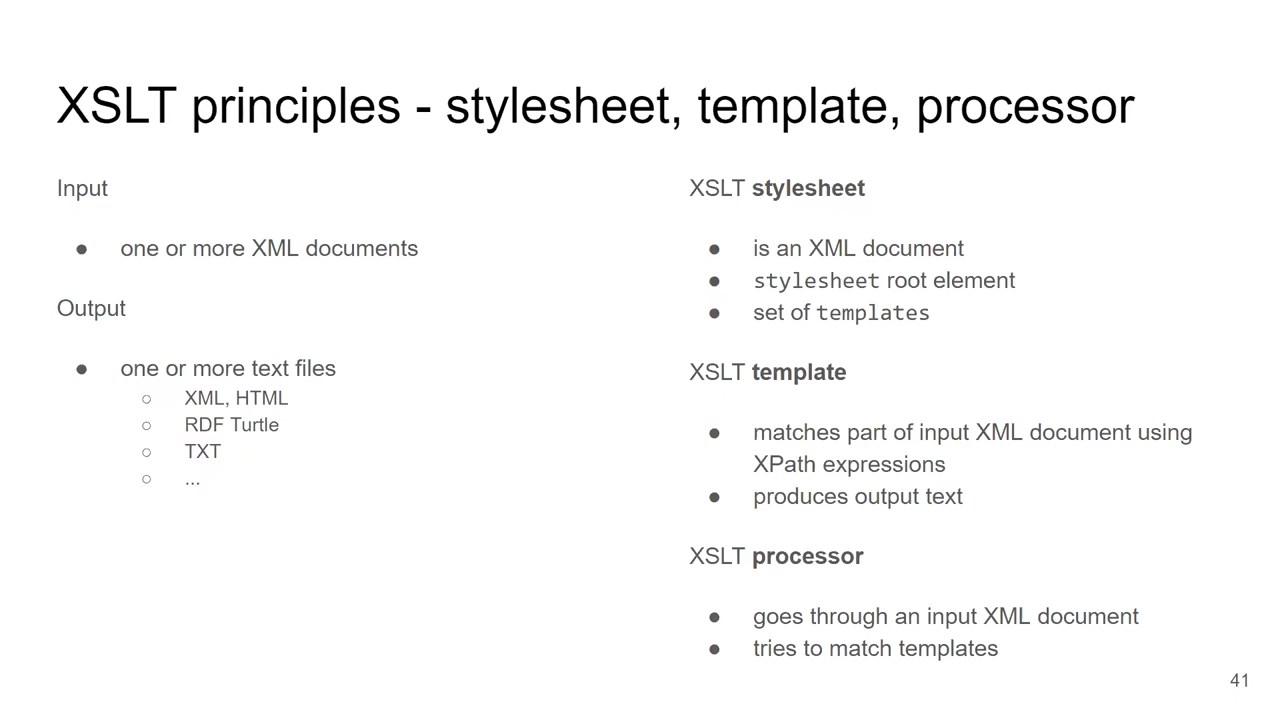 XSLT principles - stylesheet, template, processor
Input
● one or more XML documents
Output
● one or more text files
○ XML, HTML
○ RDF Turtle
○ TXT
○ ...
XSLT stylesheet
● is an XML document
● stylesheet root element
● set of templates
XSLT template
● matches part of input XML document using
XPath expressions
● produces output text
XSLT processor
● goes through an input XML document
● tries to match templates
41